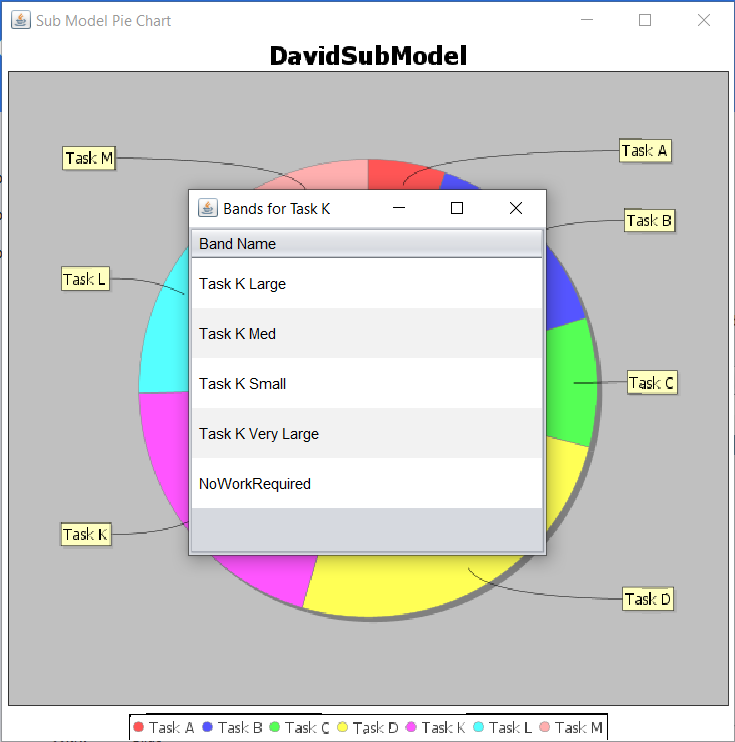 Sub Model Pie Chart
DavidSubModel
Task M
Task A
Task B
Task L
Task C
Task K
Task D
Bands for Task K
Band Name
Task K Large
Task K Med
Task K Small
Task K Very Large
NoWorkRequired
Task A Task B Task C Task D Task K Task L Task M